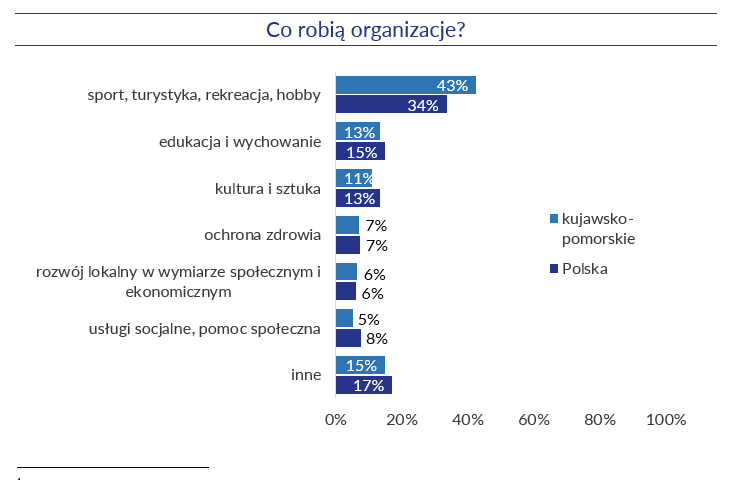 Co robią organizacje?
sport, turystyka, rekreacja, hobby
43%
34%
edukacja i wychowanie
13%
15%
kultura i sztuka
11%
13%
ochrona zdrowia
7%
7%
rozwój lokalny w wymiarze społecznym i
ekonomicznym
6%
6%
usługi socjalne, pomoc społeczna
5%
8%
inne
15%
17%
kujawsko-
pomorskie
Polska
0% 20% 40% 60% 80% 100%